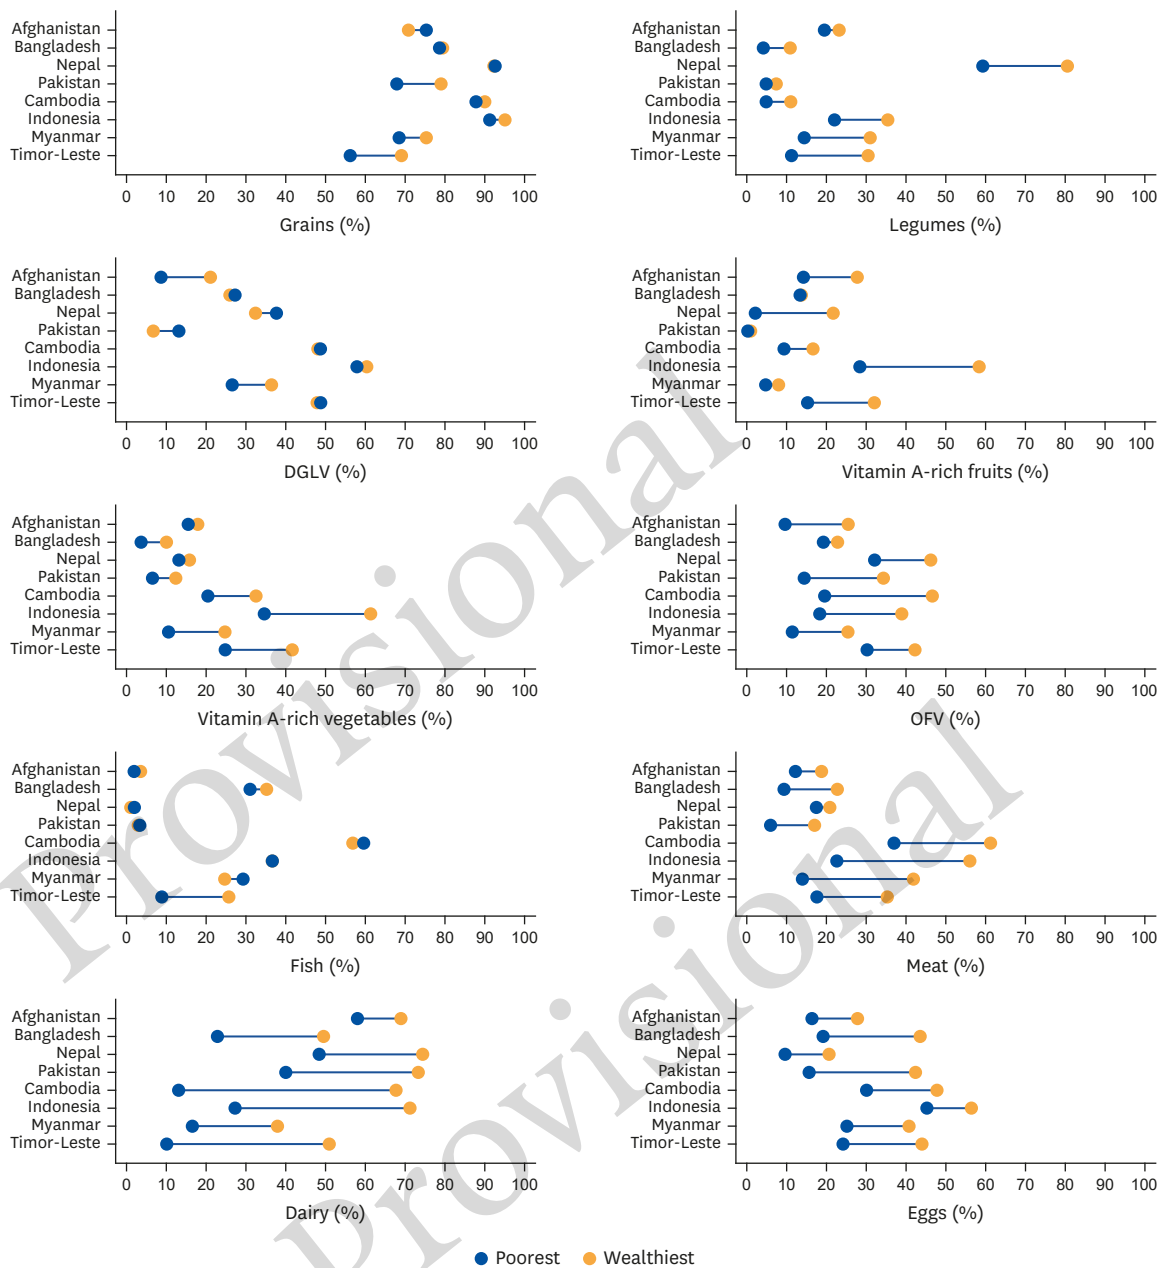 Afghanistan
Bangladesh
Nepal
Pakistan
Cambodia
Indonesia
Myanmar
Timor-Leste
0 10 20 30 40 50 60 70 80 90 100
Grains (%)
Afghanistan
Bangladesh
Nepal
Pakistan
Cambodia
Indonesia
Myanmar
Timor-Leste
0 10 20 30 40 50 60 70 80 90 100
Legumes (%)
Afghanistan
Bangladesh
Nepal
Pakistan
Cambodia
Indonesia
Myanmar
Timor-Leste
0 10 20 30 40 50 60 70 80 90 100
DGLV (%)
Afghanistan
Bangladesh
Nepal
Pakistan
Cambodia
Indonesia
Myanmar
Timor-Leste
0 10 20 30 40 50 60 70 80 90 100
Vitamin A-rich fruits (%)
Afghanistan
Bangladesh
Nepal
Pakistan
Cambodia
Indonesia
Myanmar
Timor-Leste
0 10 20 30 40 50 60 70 80 90 100
Vitamin A-rich vegetables (%)
Afghanistan
Bangladesh
Nepal
Pakistan
Cambodia
Indonesia
Myanmar
Timor-Leste
0 10 20 30 40 50 60 70 80 90 100
OFV (%)
Afghanistan
Bangladesh
Nepal
Pakistan
Cambodia
Indonesia
Myanmar
Timor-Leste
0 10 20 30 40 50 60 70 80 90 100
Fish (%)
Afghanistan
Bangladesh
Nepal
Pakistan
Cambodia
Indonesia
Myanmar
Timor-Leste
0 10 20 30 40 50 60 70 80 90 100
Meat (%)
Afghanistan
Bangladesh
Nepal
Pakistan
Cambodia
Indonesia
Myanmar
Timor-Leste
0 10 20 30 40 50 60 70 80 90 100
Dairy (%)
Afghanistan
Bangladesh
Nepal
Pakistan
Cambodia
Indonesia
Myanmar
Timor-Leste
0 10 20 30 40 50 60 70 80 90 100
Eggs (%)
Poorest Wealthiest
Provisional
Provisional